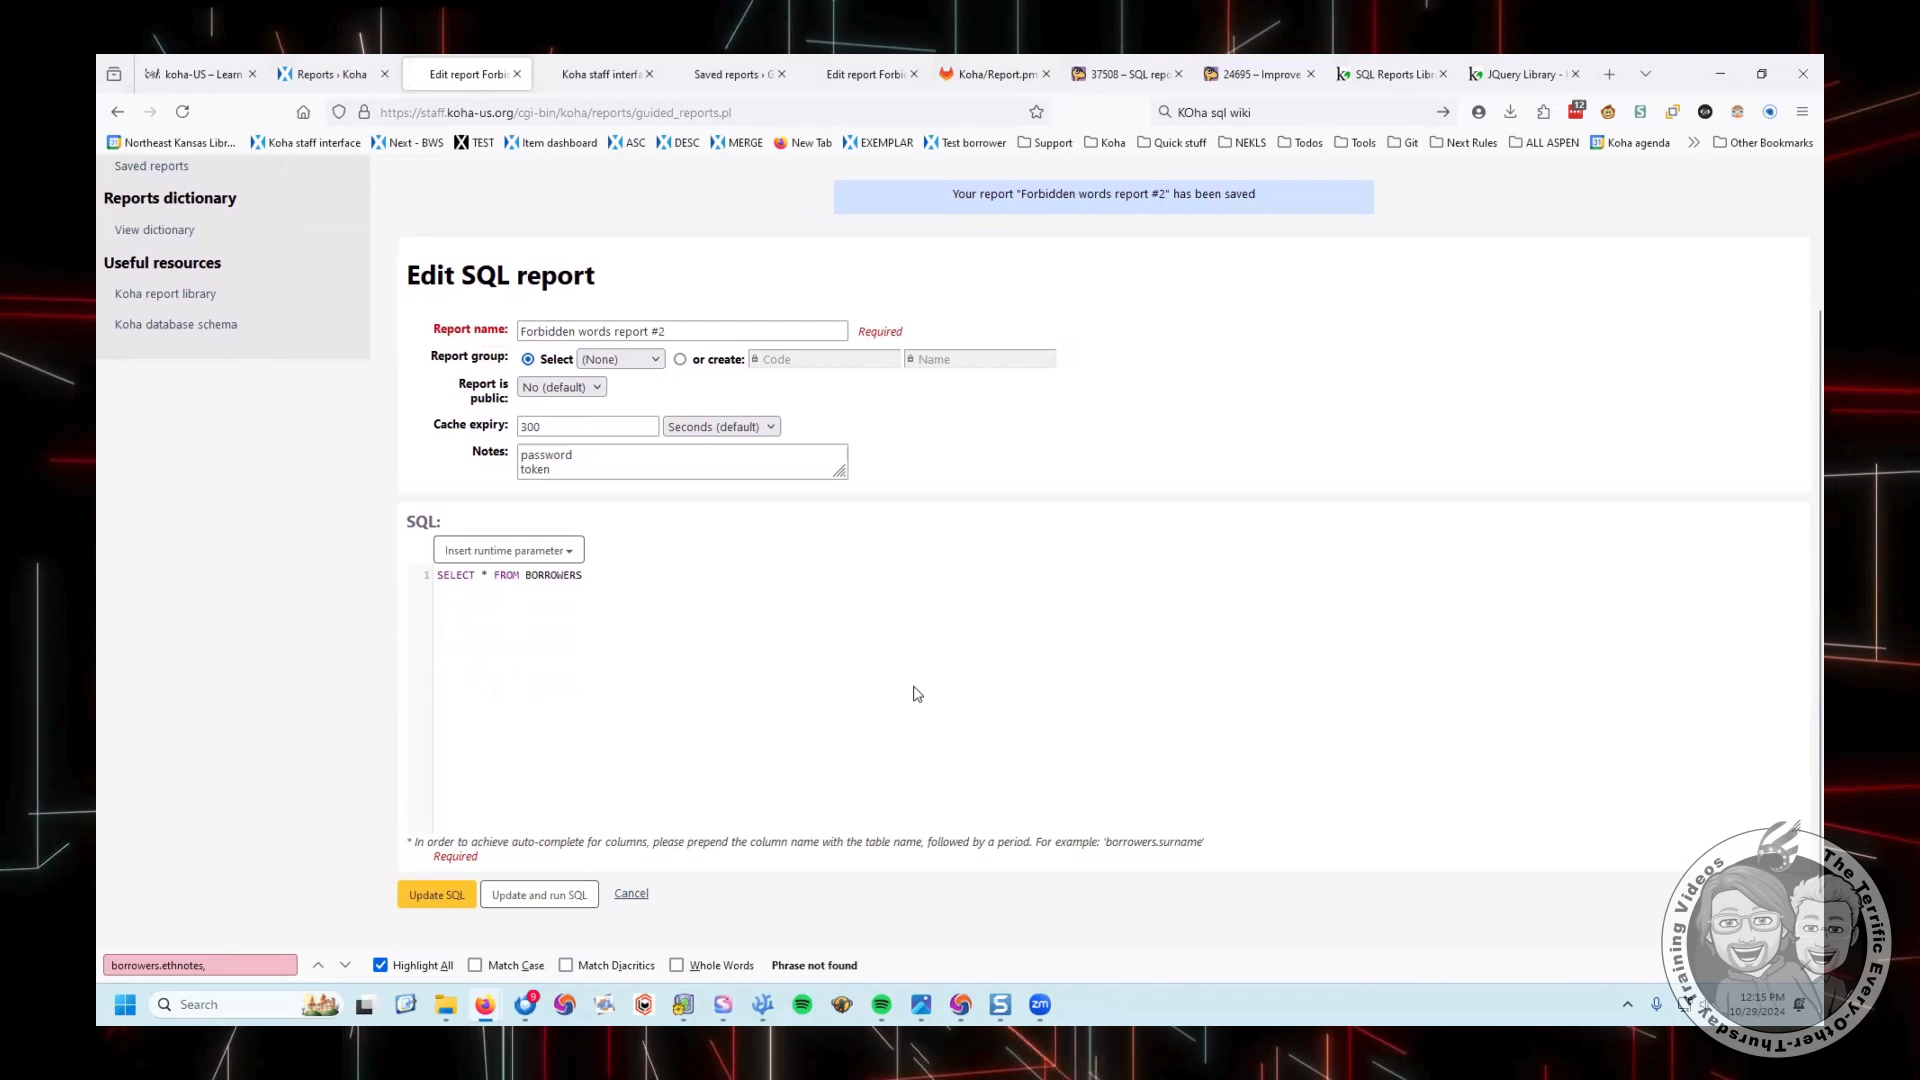 koha-US – Learn
Reports › Koha
Edit report Forbi
Koha staff interf
Saved reports › G
Edit report Forbi
Koha/Report.pm
37508 – SQL repo
24695 – Improve
SQL Reports Libr
JQuery Library -
https://staff.koha-us.org/cgi-bin/koha/reports/guided_reports.pl
KOha sql wiki
12
Northeast Kansas Libr...
Koha staff interface
Next - BWS
TEST
Item dashboard
ASC
DESC
MERGE
New Tab
EXEMPLAR
Test borrower
Support
Koha
Quick stuff
NEKLS
Todos
Tools
Git
Next Rules
ALL ASPEN
Koha agenda
Other Bookmarks
Saved reports
Reports dictionary
View dictionary
Useful resources
Koha report library
Koha database schema
Your report "Forbidden words report #2" has been saved
Edit SQL report
Report name: Forbidden words report #2 Required
Report group: Select (None) or create: Code Name
Report is public: No (default)
Cache expiry: 300 Seconds (default)
Notes: password
token
SQL:
Insert runtime parameter
1 SELECT * FROM BORROWERS
* In order to achieve auto-complete for columns, please prepend the column name with the table name, followed by a period. For example: 'borrowers.surname'
Required
Update SQL
Update and run SQL
Cancel
borrowers.ethnotes,
Highlight All
Match Case
Match Diacritics
Whole Words
Phrase not found
Search
9
zm
12:15 PM
10/29/2024
The Terrific Every-Other-Thursday Training Videos